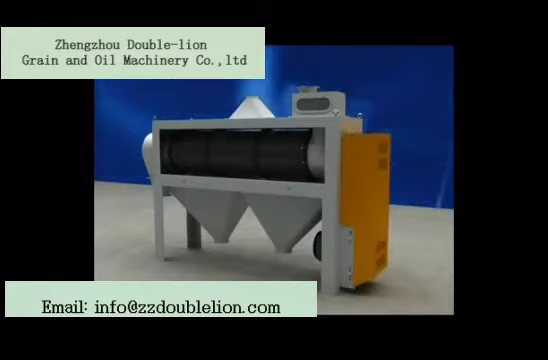 Zhengzhou Double-lion
Grain and Oil Machinery Co.,ltd
Email: info@zzdoublelion.com